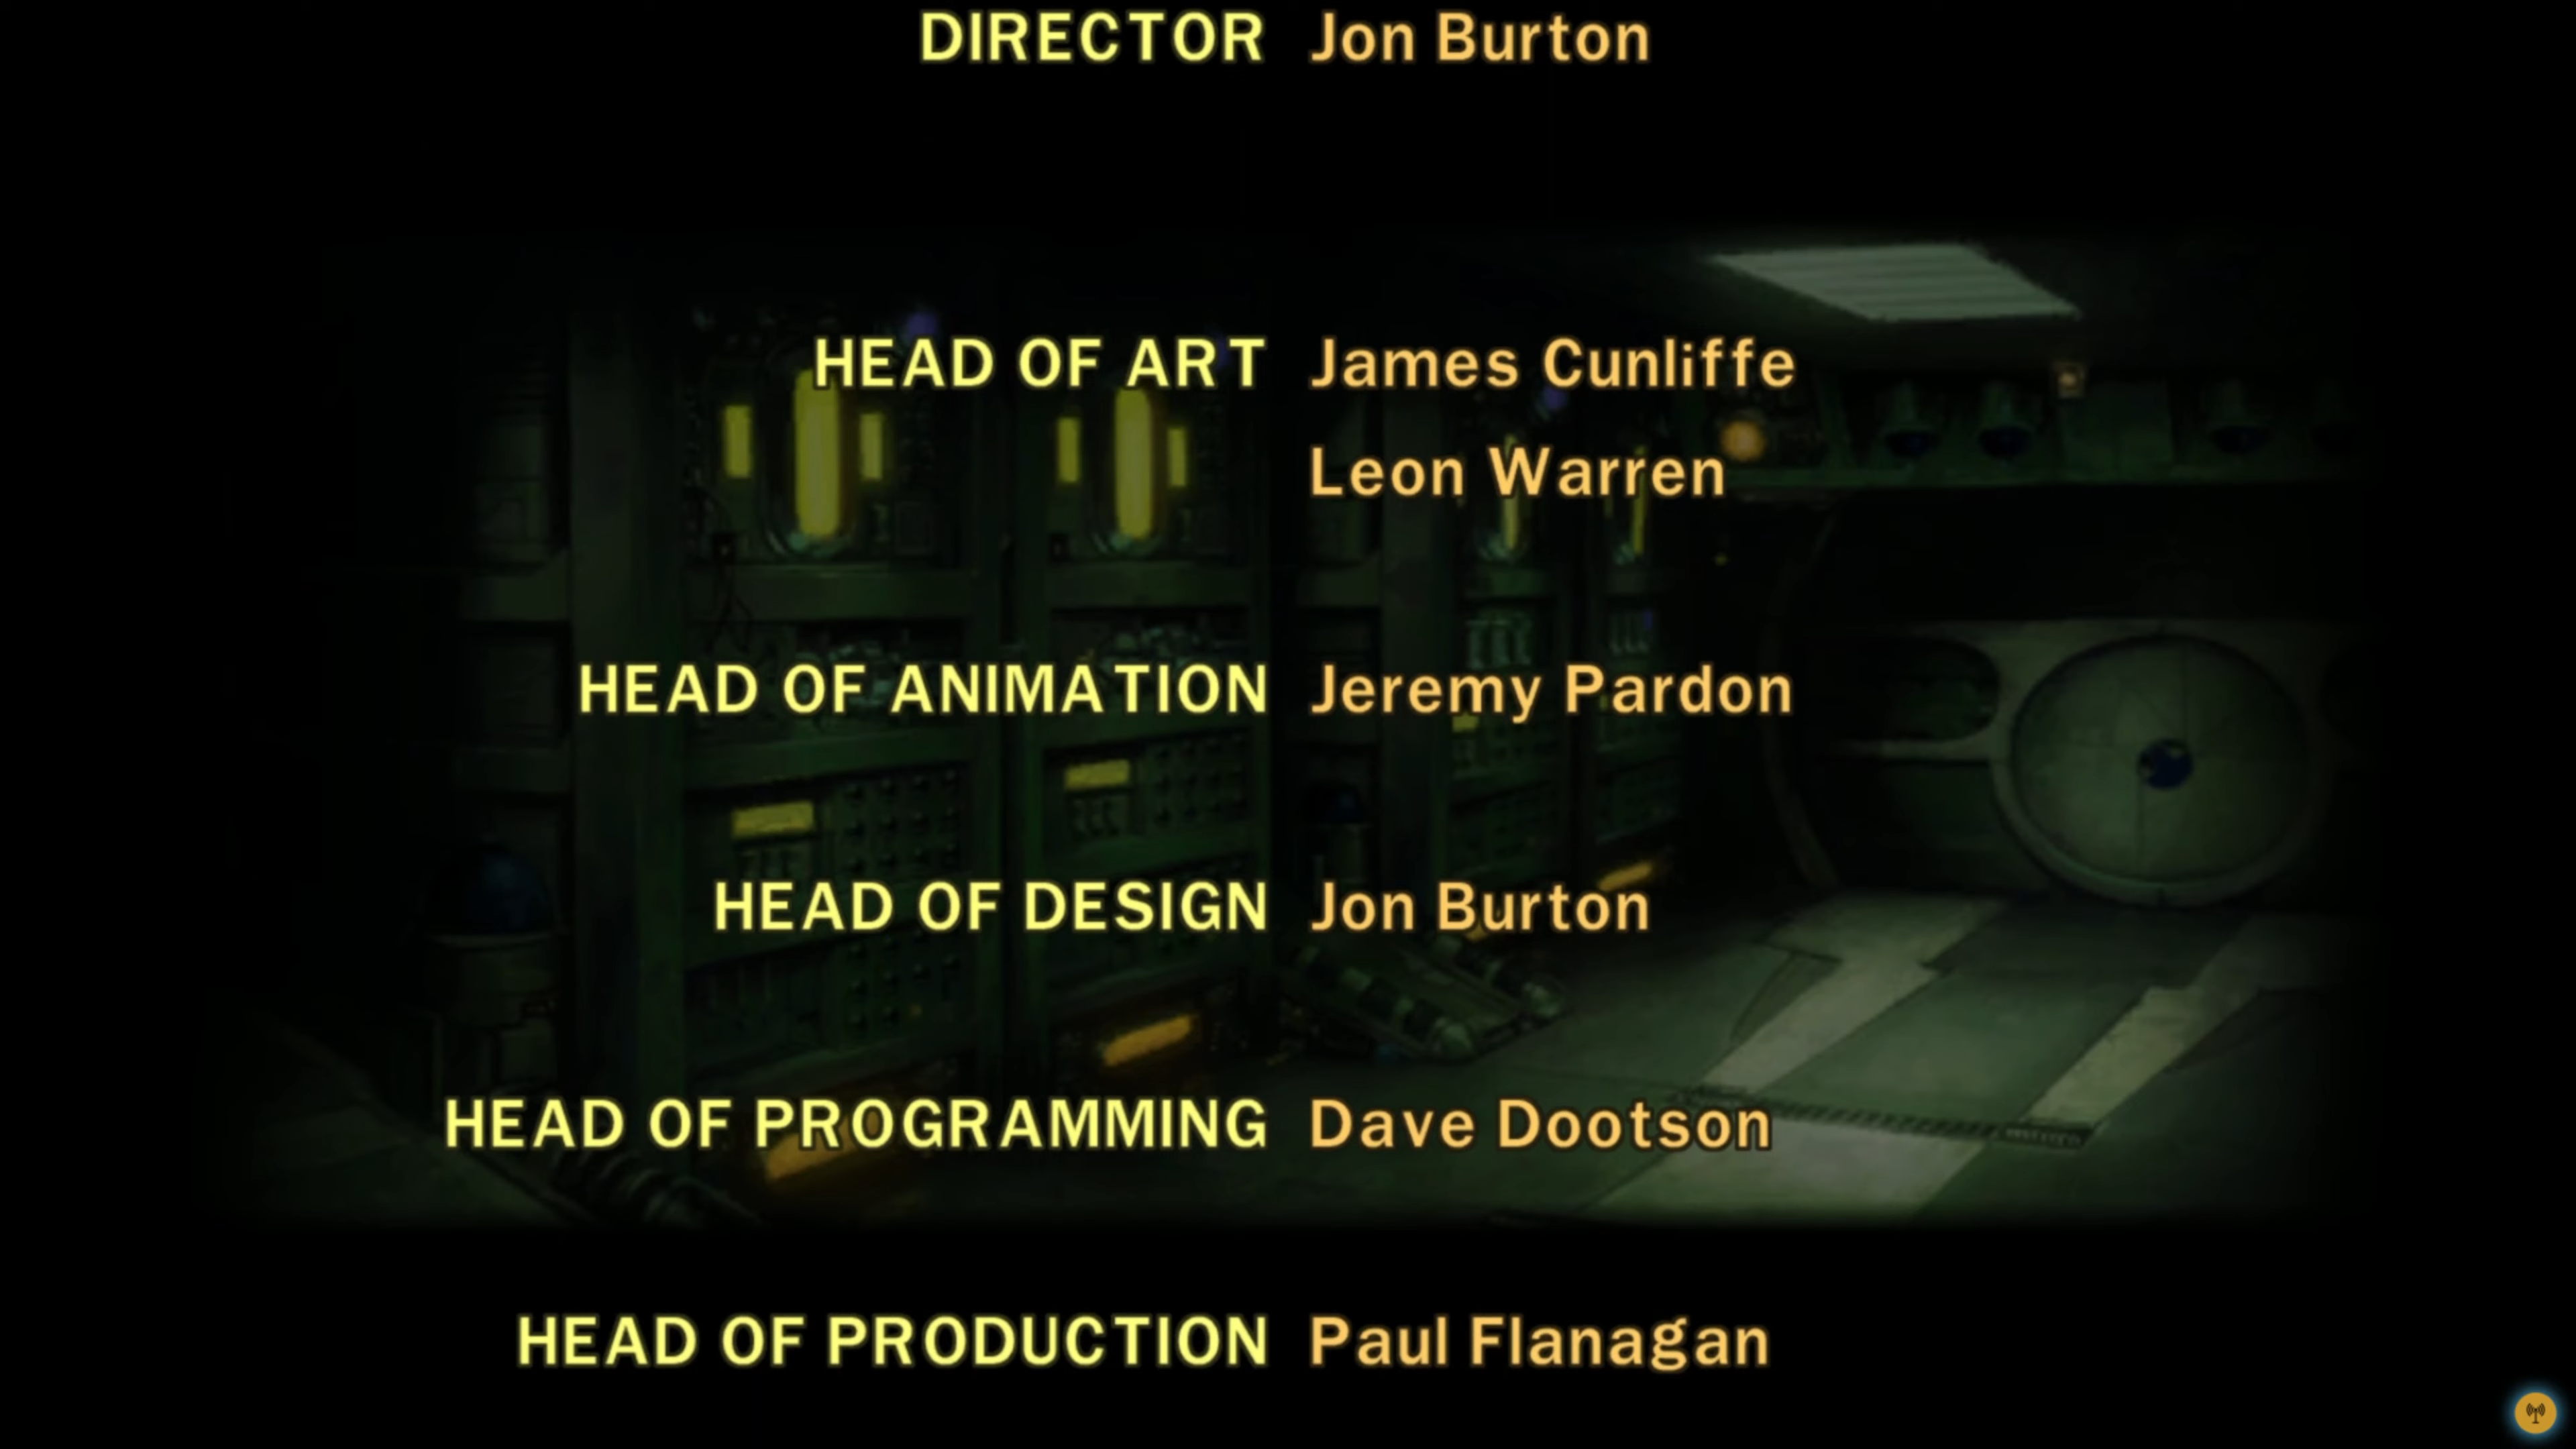 DIRECTOR Jon Burton
HEAD OF ART James Cunliffe
Leon Warren
HEAD OF ANIMATION Jeremy Pardon
HEAD OF DESIGN Jon Burton
HEAD OF PROGRAMMING Dave Dootson
HEAD OF PRODUCTION Paul Flanagan